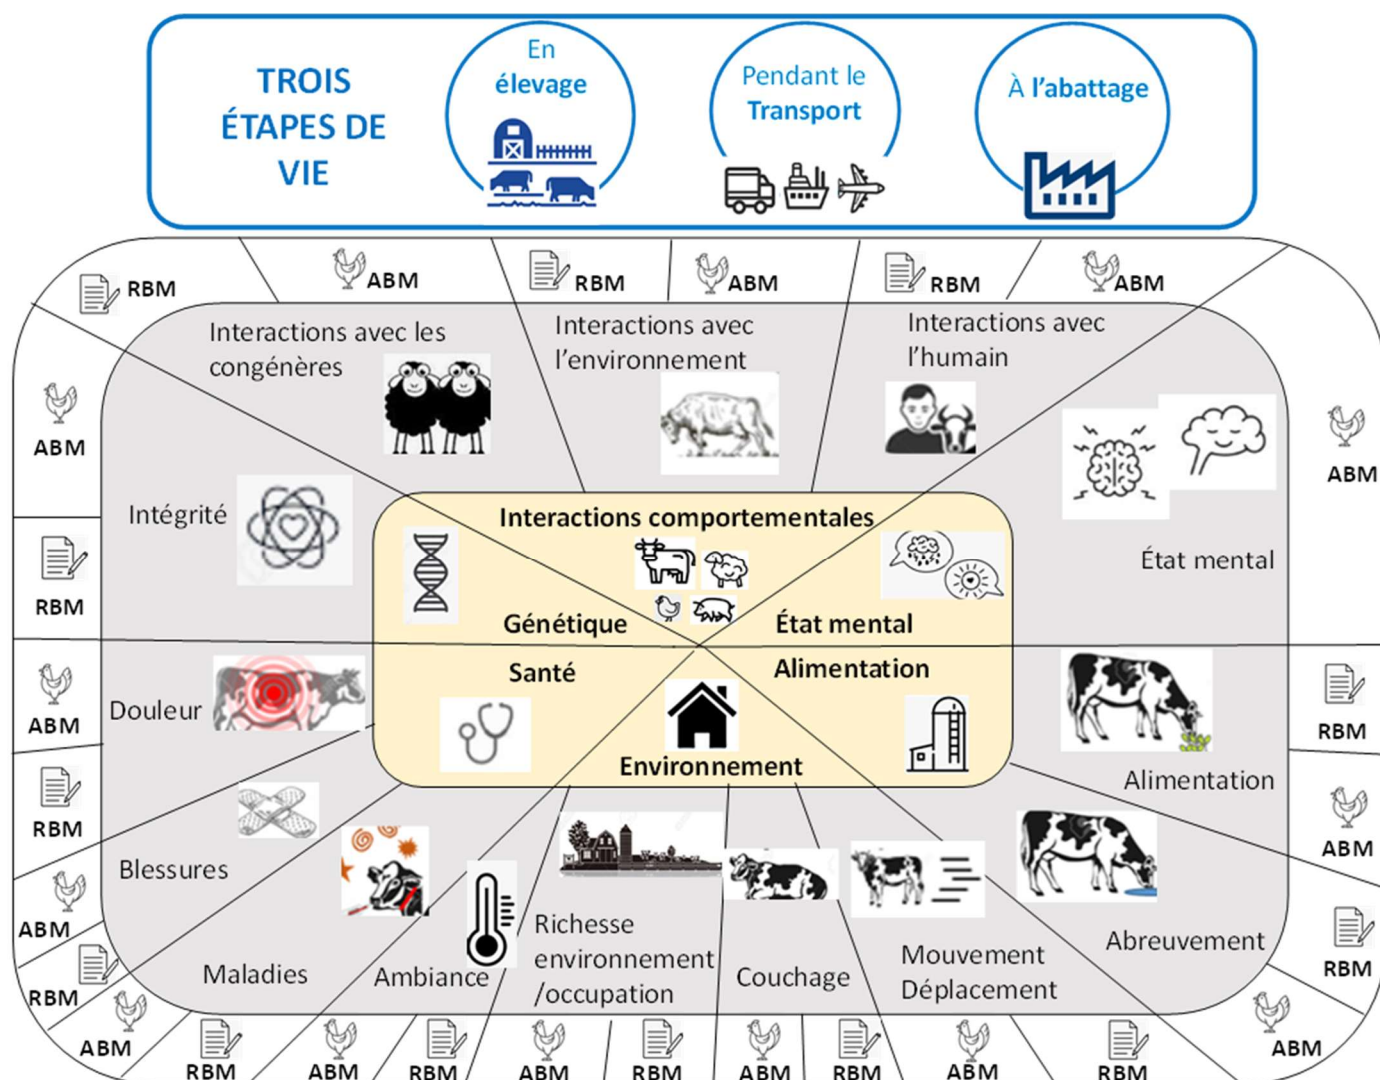 TROIS
ÉTAPES DE
VIE
En
élevage
Pendant le
Transport
À l'abattage
RBM
ABM
RBM
ABM
RBM
ABM
Interactions avec les
congénères
Interactions avec
l'environnement
Interactions avec
l'humain
ABM
ABM
Intégrité
État mental
RBM
Interactions comportementales
Génétique
État mental
Santé
Alimentation
Environnement
ABM
Douleur
RBM
Alimentation
RBM
Blessures
ABM
ABM
Abreuvement
RBM
RBM
Maladies
Ambiance
Richesse
environnement
/occupation
Couchage
Mouvement
Déplacement
ABM
ABM
RBM
ABM
RBM
ABM
RBM
ABM
RBM
ABM
RBM